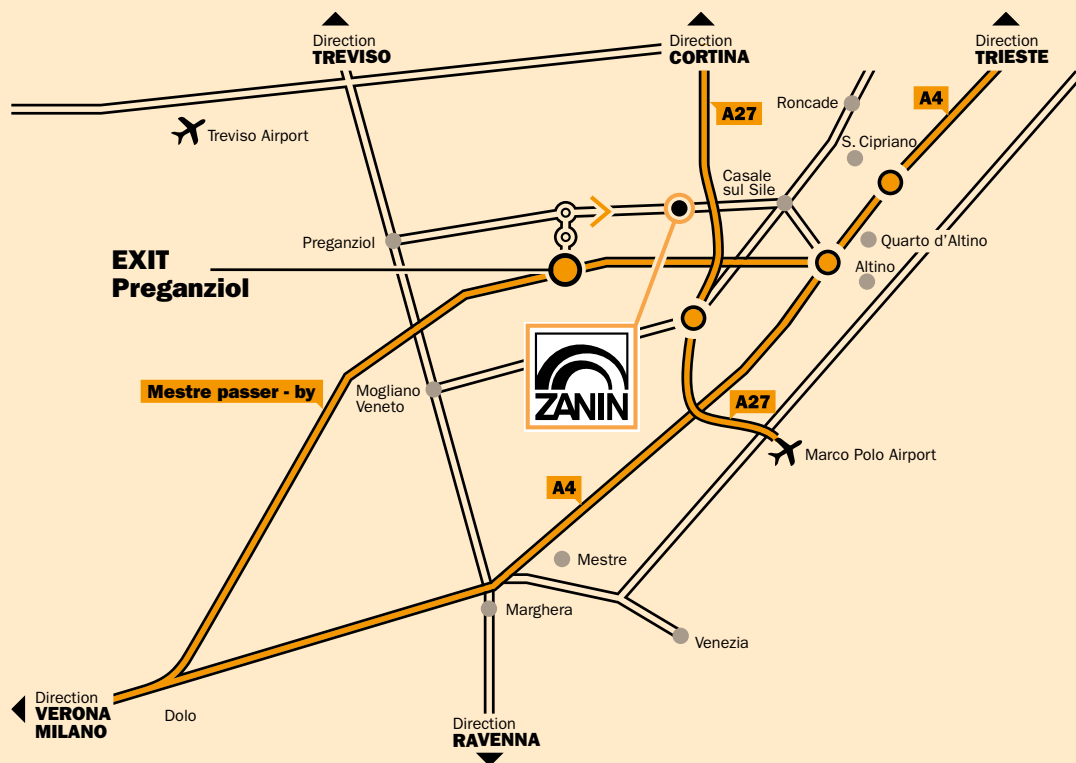 Direction
TREVISO
Direction
CORTINA
Direction
TRIESTE
A27
A4
Roncade
Treviso Airport
S. Cipriano
Casale
sul Sile
Preganziol
Quarto d'Altino
EXIT
Preganziol
Altino
Mestre passer - by
Mogliano
Veneto
ZANIN
A27
Marco Polo Airport
A4
Mestre
Marghera
Venezia
Direction
VERONA
MILANO
Dolo
Direction
RAVENNA